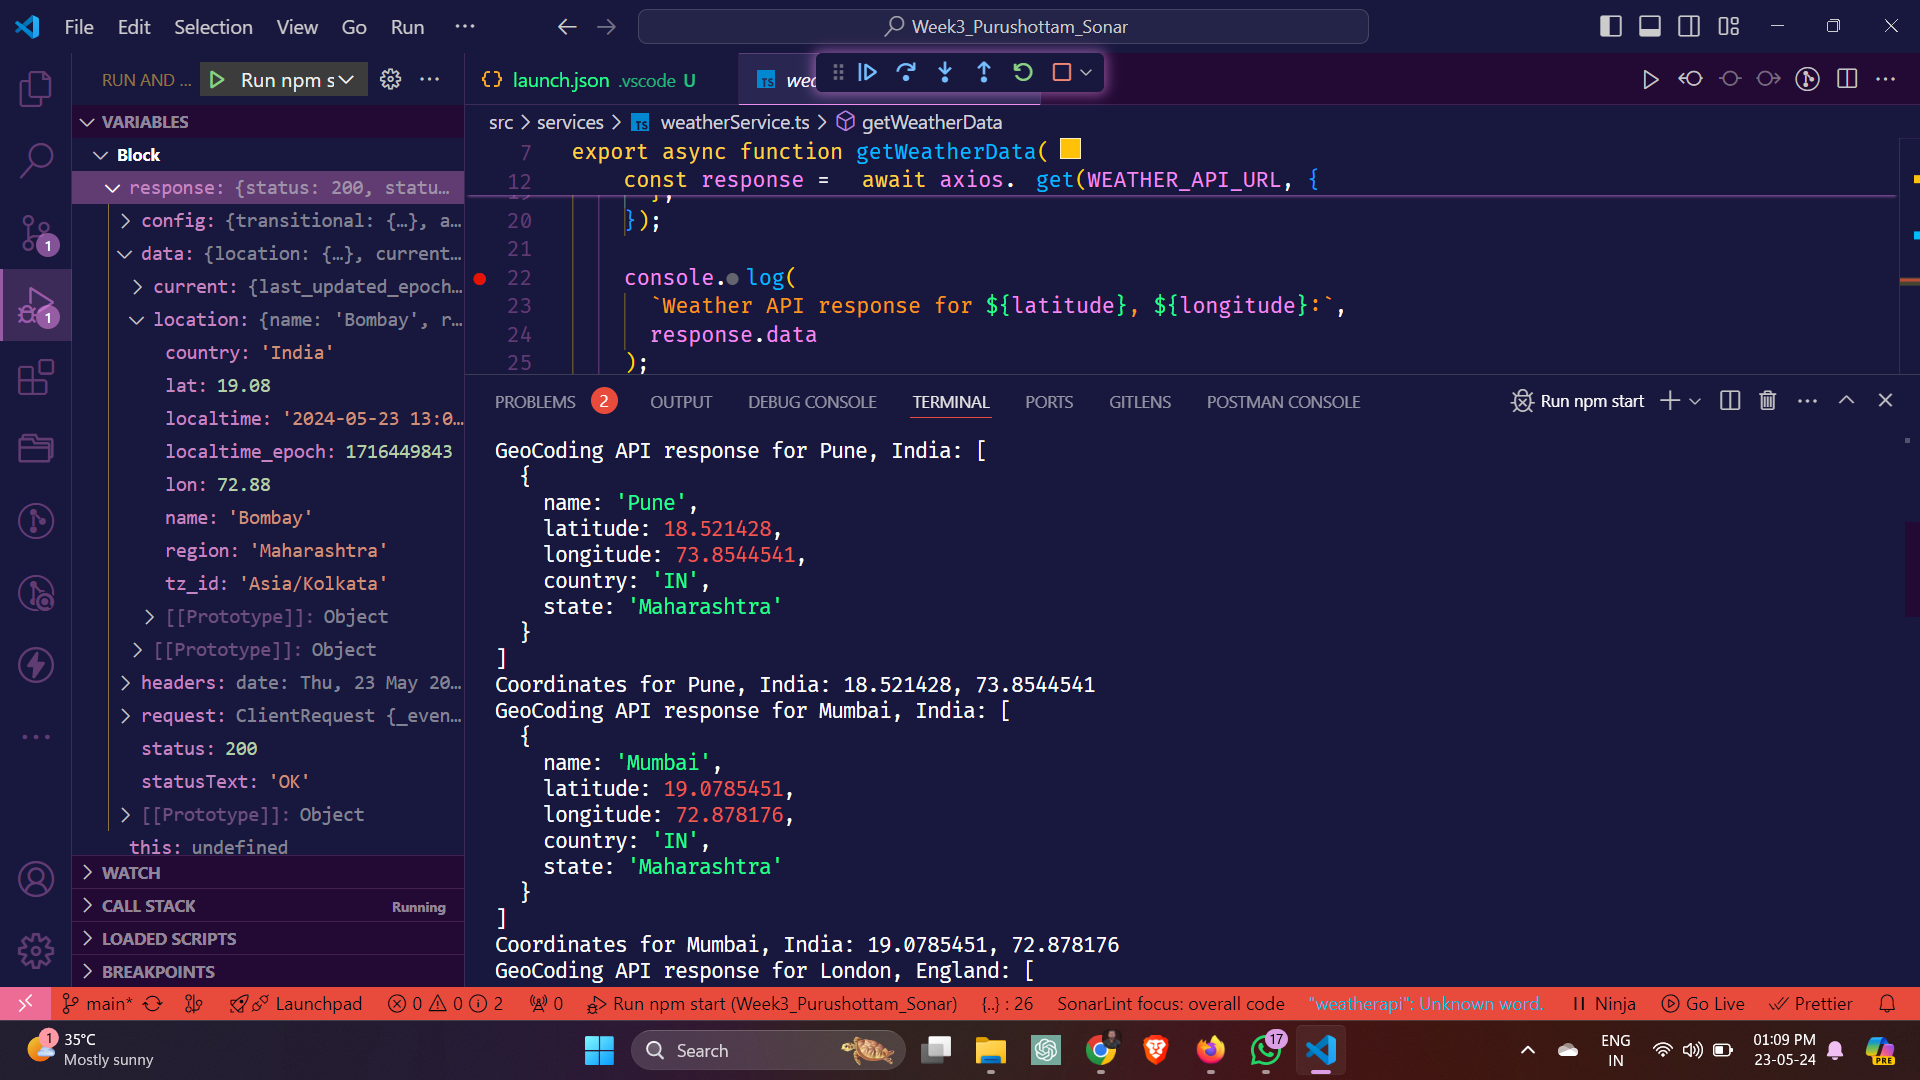 File Edit Selection View Go Run ··· Week3_Purushottam_Sonar
RUN AND ... Run npm s
VARIABLES
Block
response: {status: 200, statu…
config: {transitional: {…}, a…
data: {location: {…}, current…
current: {last_updated_epoch…
location: {name: 'Bombay', r…
country: 'India'
lat: 19.08
localtime: '2024-05-23 13:0…
localtime_epoch: 1716449843
lon: 72.88
name: 'Bombay'
region: 'Maharashtra'
tz_id: 'Asia/Kolkata'
[[Prototype]]: Object
[[Prototype]]: Object
headers: date: Thu, 23 May 20…
request: ClientRequest {_even…
status: 200
statusText: 'OK'
[[Prototype]]: Object
this: undefined
WATCH
CALL STACK Running
LOADED SCRIPTS
BREAKPOINTS
1
1
launch.json .vscode U
TS wea
src > services > TS weatherService.ts > getWeatherData
7 export async function getWeatherData(
12 const response = await axios. get(WEATHER_API_URL, {
20 });
21
22 console. log(
23 `Weather API response for ${latitude}, ${longitude}:`,
24 response.data
25 );
PROBLEMS 2 OUTPUT DEBUG CONSOLE TERMINAL PORTS GITLENS POSTMAN CONSOLE Run npm start
GeoCoding API response for Pune, India: [
{
name: 'Pune',
latitude: 18.521428,
longitude: 73.8544541,
country: 'IN',
state: 'Maharashtra'
}
]
Coordinates for Pune, India: 18.521428, 73.8544541
GeoCoding API response for Mumbai, India: [
{
name: 'Mumbai',
latitude: 19.0785451,
longitude: 72.878176,
country: 'IN',
state: 'Maharashtra'
}
]
Coordinates for Mumbai, India: 19.0785451, 72.878176
GeoCoding API response for London, England: [
main* Launchpad 0 0 2 0 Run npm start (Week3_Purushottam_Sonar) {..} : 26 SonarLint focus: overall code "weatherapi": Unknown word. Ninja Go Live Prettier
1 35°C
Mostly sunny
Search
17
ENG
IN
01:09 PM
23-05-24
PRE